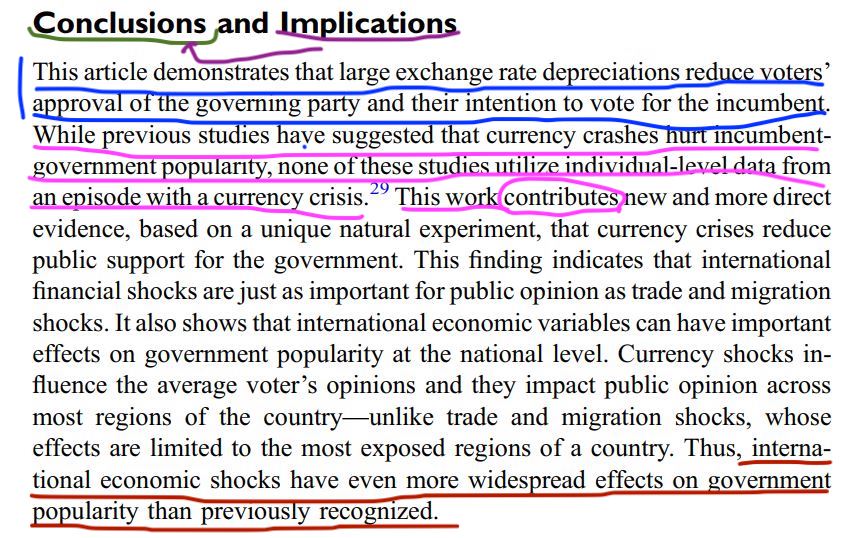 Conclusions and Implications
This article demonstrates that large exchange rate depreciations reduce voters’
approval of the governing party and their intention to vote for the incumbent.
While previous studies have suggested that currency crashes hurt incumbent-
government popularity, none of these studies utilize individual-level data from
an episode with a currency crisis.29 This work contributes new and more direct
evidence, based on a unique natural experiment, that currency crises reduce
public support for the government. This finding indicates that international
financial shocks are just as important for public opinion as trade and migration
shocks. It also shows that international economic variables can have important
effects on government popularity at the national level. Currency shocks in-
fluence the average voter’s opinions and they impact public opinion across
most regions of the country—unlike trade and migration shocks, whose
effects are limited to the most exposed regions of a country. Thus, interna-
tional economic shocks have even more widespread effects on government
popularity than previously recognized.